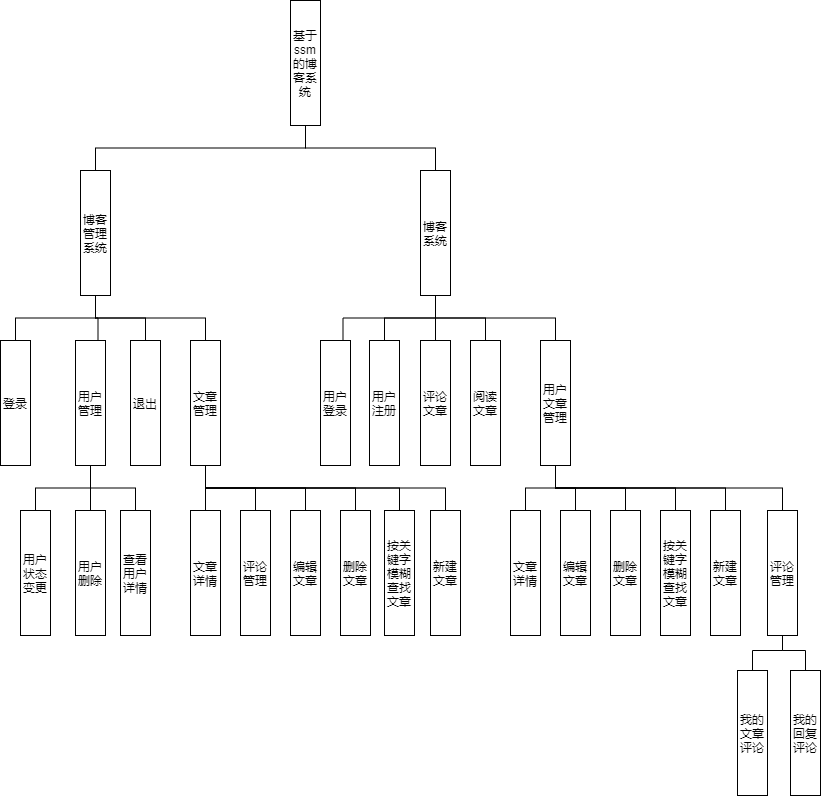 基于
ssm
的博
客系
统
博客
管理
系统
博客
系统
登录
用户
管理
退出
文章
管理
用户
登录
用户
注册
评论
文章
阅读
文章
用户
文章
管理
用户
状态
变更
用户
删除
查看
用户
详情
文章
详情
评论
管理
编辑
文章
删除
文章
按关
键字
模糊
查找
文章
新建
文章
文章
详情
编辑
文章
删除
文章
按关
键字
模糊
查找
文章
新建
文章
评论
管理
我的
文章
评论
我的
回复
评论